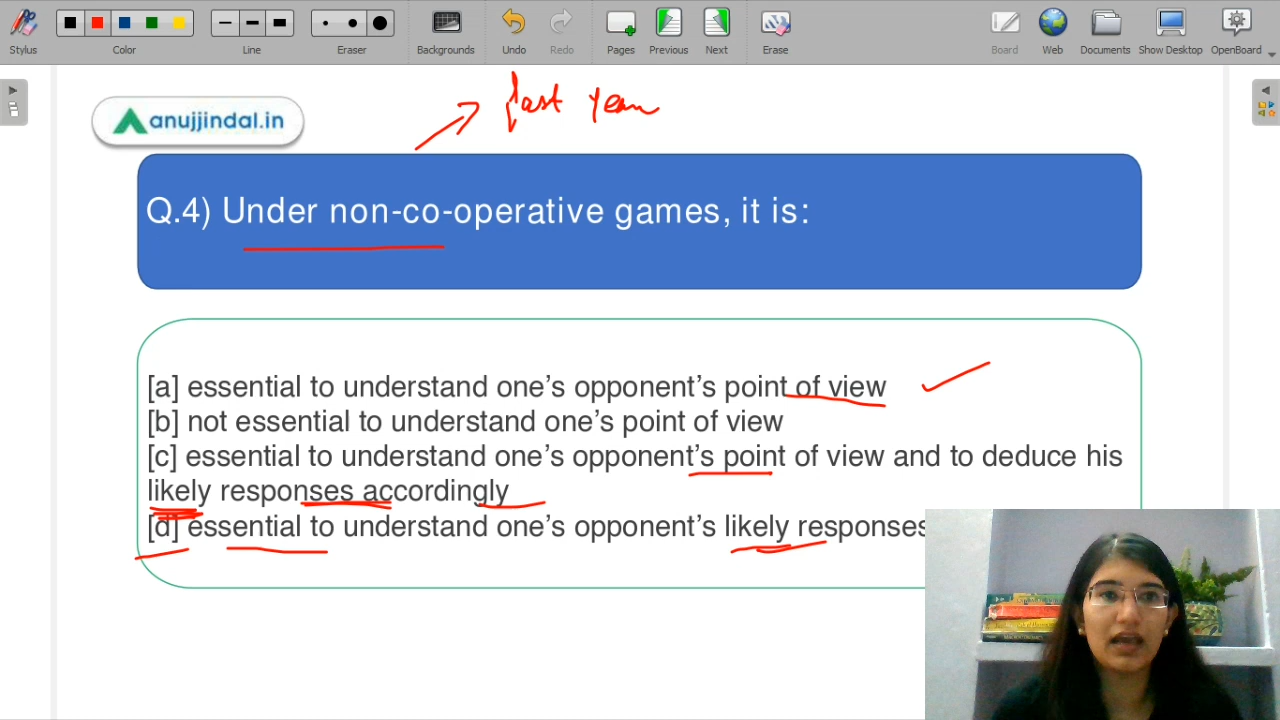 Stylus
Color
Line
Eraser
Backgrounds
Undo
Redo
Pages
Previous
Next
Erase
Board
Web
Documents
Show Desktop
OpenBoard
last year
anujjindal.in
Q.4) Under non-co-operative games, it is:
[a] essential to understand one's opponent's point of view
[b] not essential to understand one's point of view
[c] essential to understand one's opponent's point of view and to deduce his
likely responses accordingly
[d] essential to understand one's opponent's likely responses